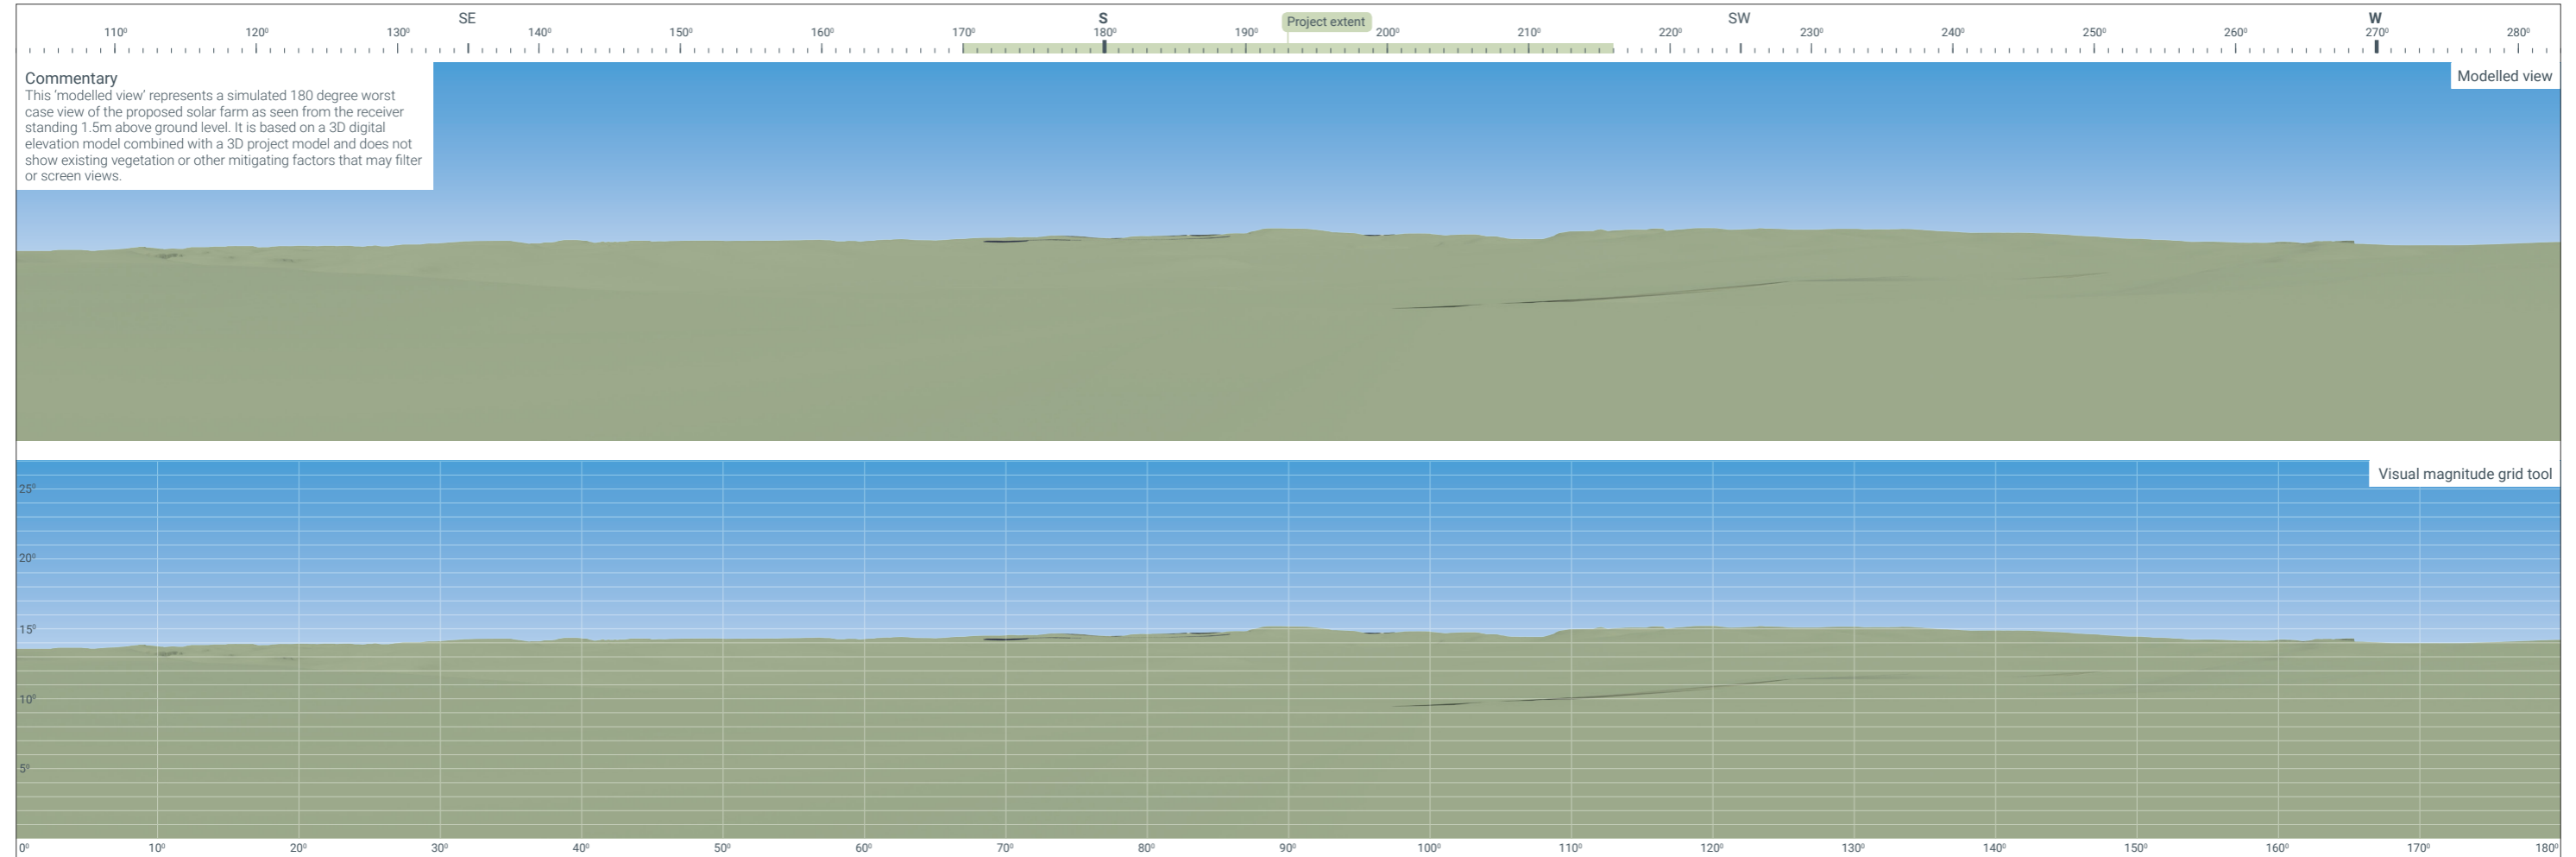 SE
S
Project extent
SW
W
110⁰ 120⁰ 130⁰ 140⁰ 150⁰ 160⁰ 170⁰ 180⁰ 190⁰ 200⁰ 210⁰ 220⁰ 230⁰ 240⁰ 250⁰ 260⁰ 270⁰ 280⁰
Commentary
This ‘modelled view’ represents a simulated 180 degree worst
case view of the proposed solar farm as seen from the receiver
standing 1.5m above ground level. It is based on a 3D digital
elevation model combined with a 3D project model and does not
show existing vegetation or other mitigating factors that may filter
or screen views.
Modelled view
Visual magnitude grid tool
25⁰
20⁰
15⁰
10⁰
5⁰
0⁰ 10⁰ 20⁰ 30⁰ 40⁰ 50⁰ 60⁰ 70⁰ 80⁰ 90⁰ 100⁰ 110⁰ 120⁰ 130⁰ 140⁰ 150⁰ 160⁰ 170⁰ 180⁰